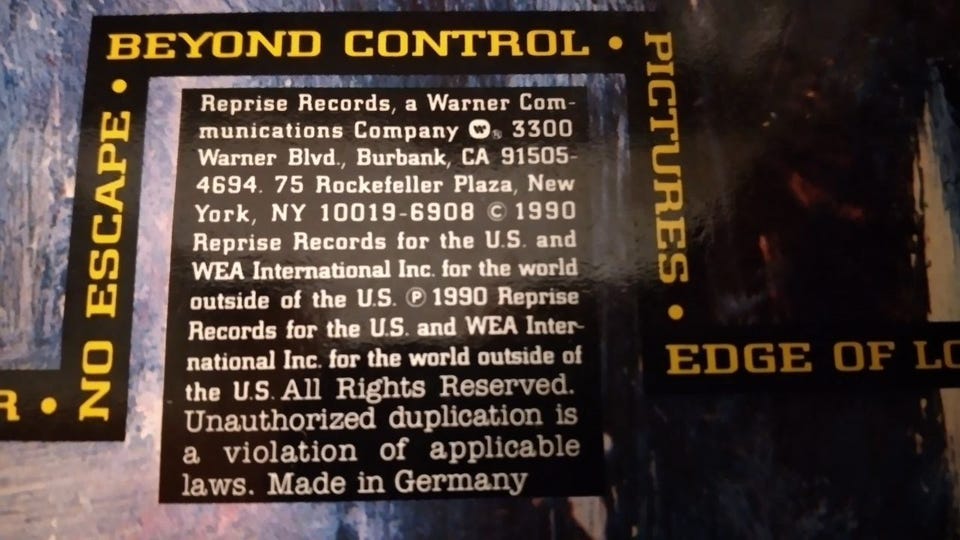 BEYOND CONTROL •
NO ESCAPE •
PICTURES •
R •
EDGE OF LO
Reprise Records, a Warner Com-
munications Company W ® 3300
Warner Blvd., Burbank, CA 91505-
4694. 75 Rockefeller Plaza, New
York, NY 10019-6908 © 1990
Reprise Records for the U.S. and
WEA International Inc. for the world
outside of the U.S. ℗ 1990 Reprise
Records for the U.S. and WEA Inter-
national Inc. for the world outside of
the U.S. All Rights Reserved.
Unauthorized duplication is
a violation of applicable
laws. Made in Germany